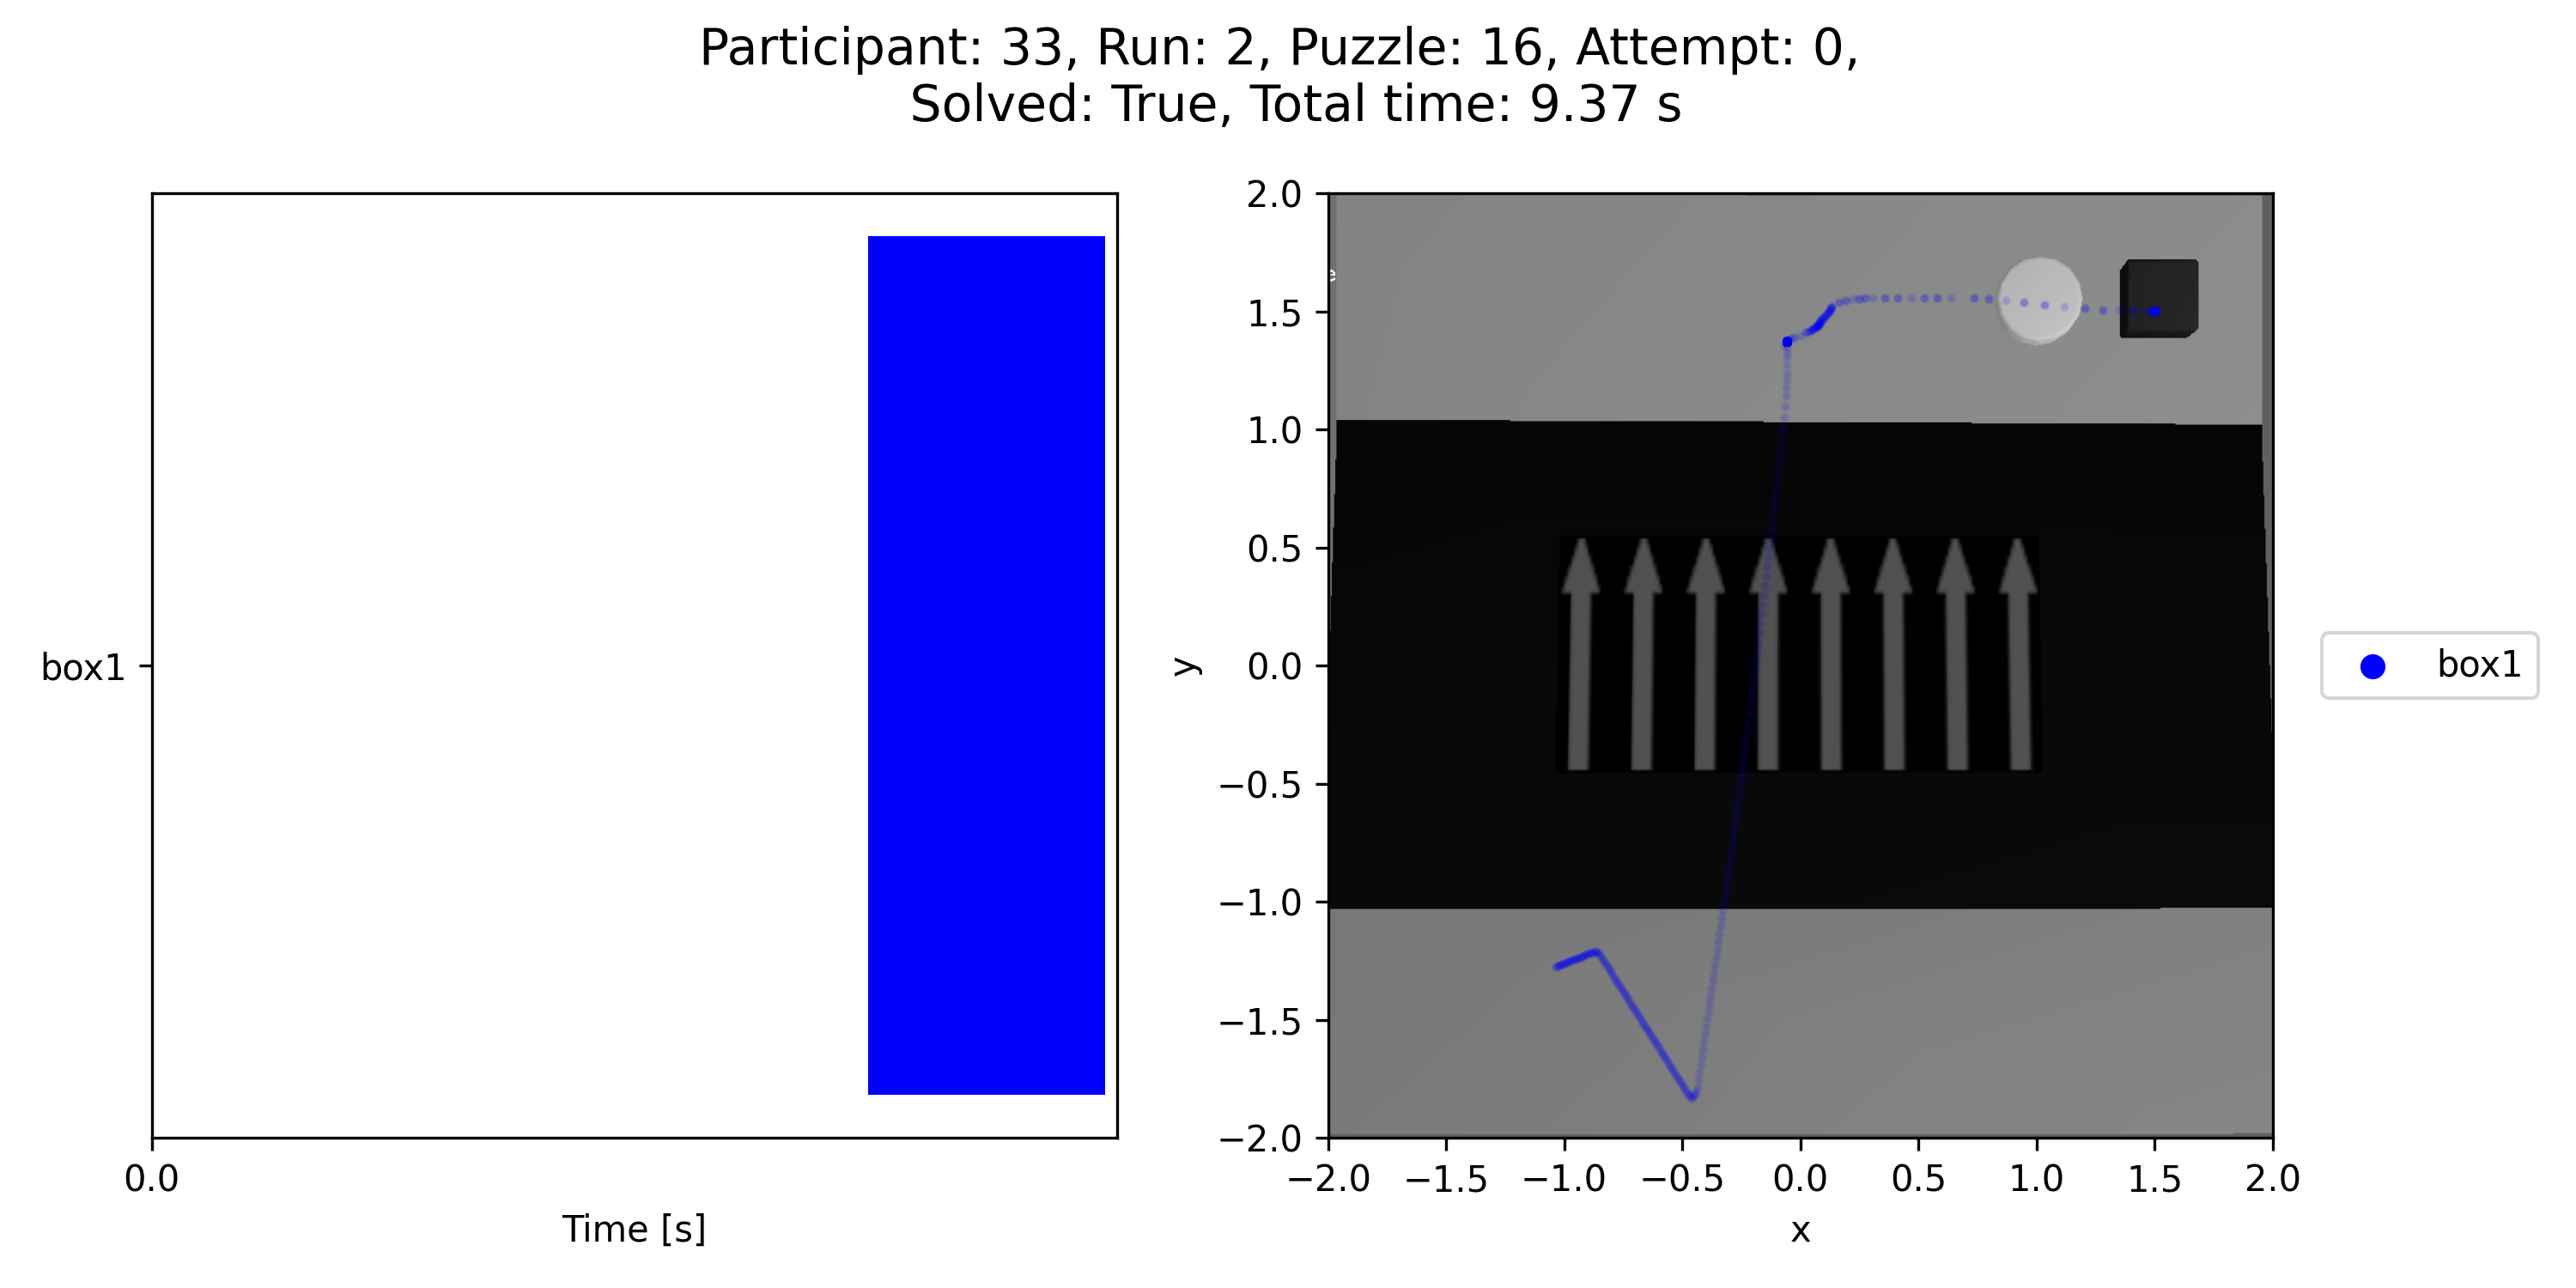 Participant: 33, Run: 2, Puzzle: 16, Attempt: 0,
Solved: True, Total time: 9.37 s
box1
0.0
Time [s]
2.0
1.5
1.0
0.5
0.0
−0.5
−1.0
−1.5
−2.0
y
e
−2.0 −1.5 −1.0 −0.5 0.0 0.5 1.0 1.5 2.0
x
box1